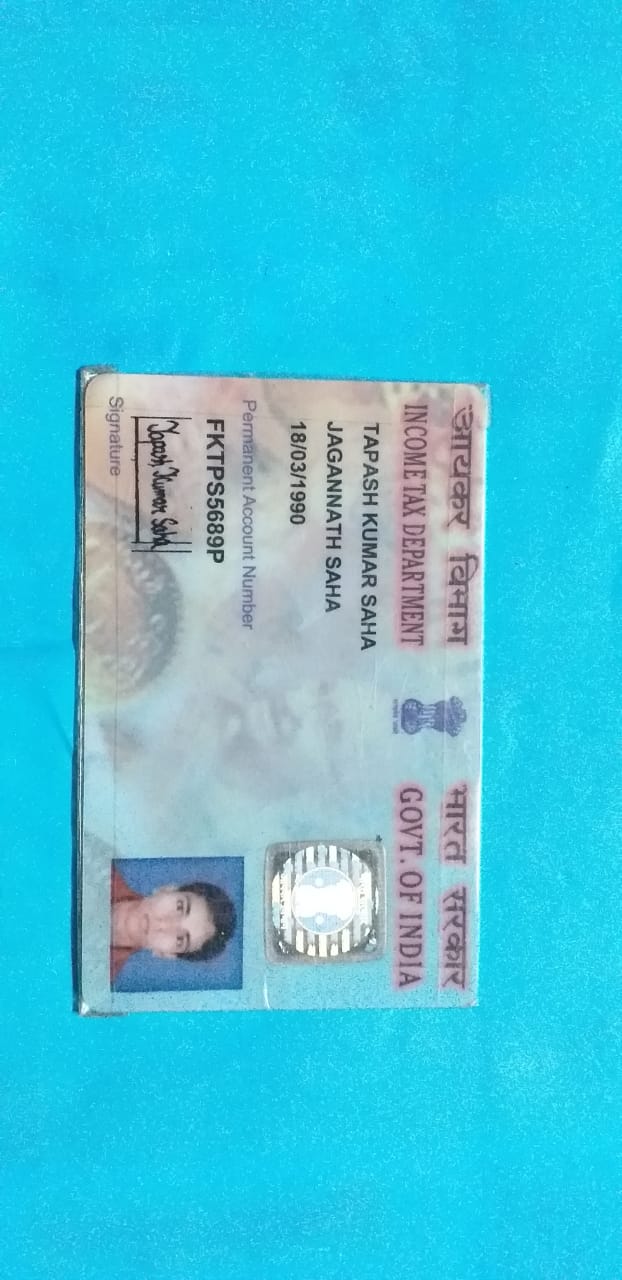 आयकर विभाग
INCOME TAX DEPARTMENT
भारत सरकार
GOVT. OF INDIA
TAPASH KUMAR SAHA
JAGANNATH SAHA
18/03/1990
Permanent Account Number
FKTPS5689P
Tapash Kumar Saha
Signature